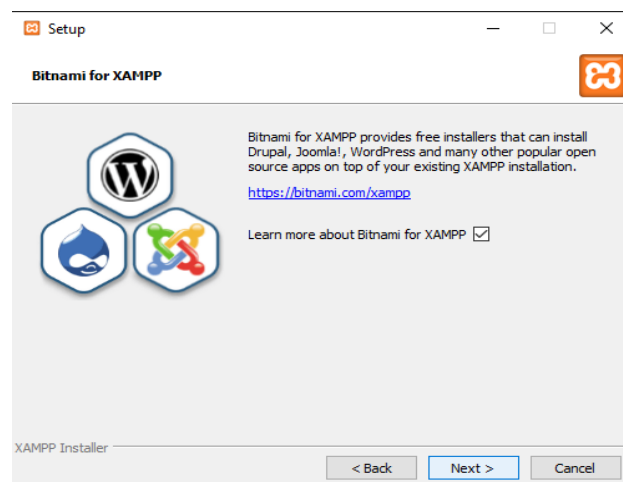 Setup
Bitnami for XAMPP
Bitnami for XAMPP provides free installers that can install
Drupal, Joomla!, WordPress and many other popular open
source apps on top of your existing XAMPP installation.
https://bitnami.com/xampp
Learn more about Bitnami for XAMPP
XAMPP Installer
< Back
Next >
Cancel